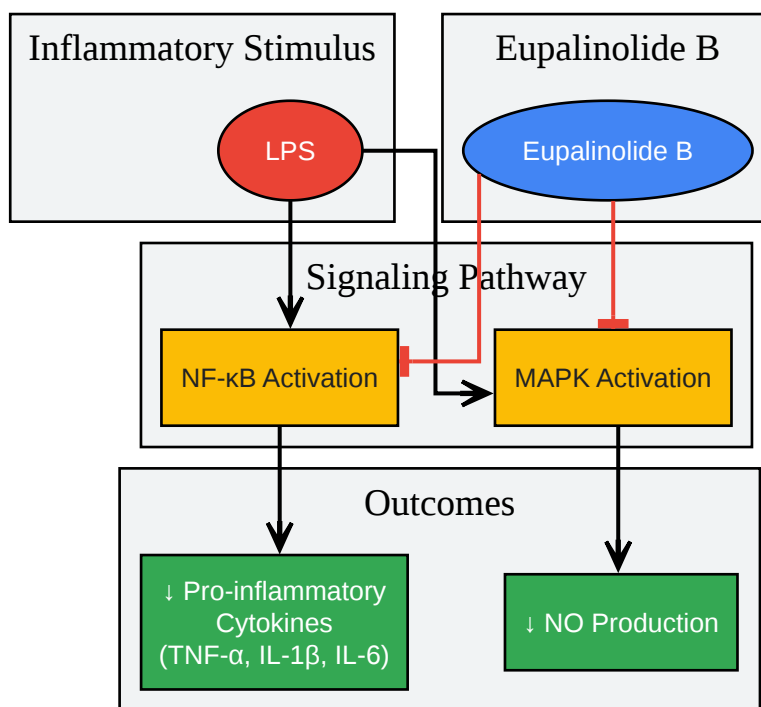 Inflammatory Stimulus
Eupalinolide B
LPS
Eupalinolide B
Signaling Pathway
NF-κB Activation
MAPK Activation
Outcomes
↓ Pro-inflammatory
Cytokines
(TNF-α, IL-1β, IL-6)
↓ NO Production